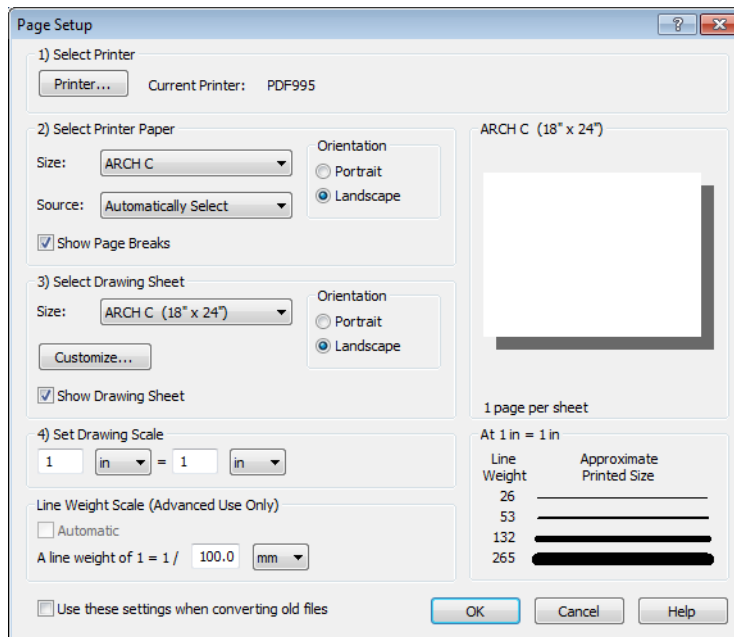 Page Setup
1) Select Printer
Printer... Current Printer: PDF995
2) Select Printer Paper
Size: ARCH C
Source: Automatically Select
Orientation
Portrait
Landscape
Show Page Breaks
3) Select Drawing Sheet
Size: ARCH C (18" x 24")
Customize...
Orientation
Portrait
Landscape
Show Drawing Sheet
4) Set Drawing Scale
1 in = 1 in
Line Weight Scale (Advanced Use Only)
Automatic
A line weight of 1 = 1 / 100.0 mm
Use these settings when converting old files
ARCH C (18" x 24")
1 page per sheet
At 1 in = 1 in
Line Weight
Approximate Printed Size
26
53
132
265
OK Cancel Help